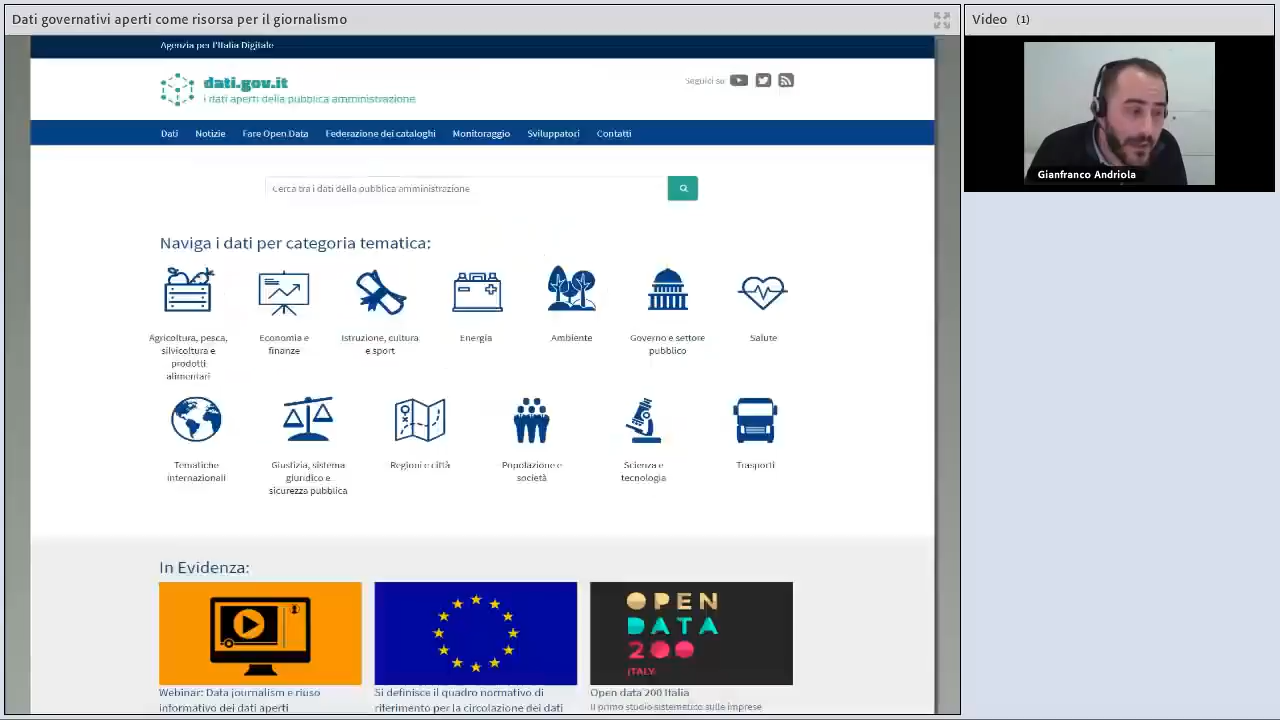 Dati governativi aperti come risorsa per il giornalismo
Video (1)
Agenzia per l'Italia Digitale
dati.gov.it
i dati aperti della pubblica amministrazione
Seguici su
Dati Notizie Fare Open Data Federazione dei cataloghi Monitoraggio Sviluppatori Contatti
Gianfranco Andriola
Cerca tra i dati della pubblica amministrazione
Naviga i dati per categoria tematica:
Agricoltura, pesca,
silvicoltura e
prodotti
alimentari
Economia e
finanze
Istruzione, cultura
e sport
Energia
Ambiente
Governo e settore
pubblico
Salute
Tematiche
internazionali
Giustizia, sistema
giuridico e
sicurezza pubblica
Regioni e città
Popolazione e
società
Scienza e
tecnologia
Trasporti
In Evidenza:
OPEN
DATA
200
ITALY
Webinar: Data journalism e riuso
informativo dei dati aperti
Si definisce il quadro normativo di
riferimento per la circolazione dei dati
Open data 200 Italia
Il primo studio sistematico sulle imprese